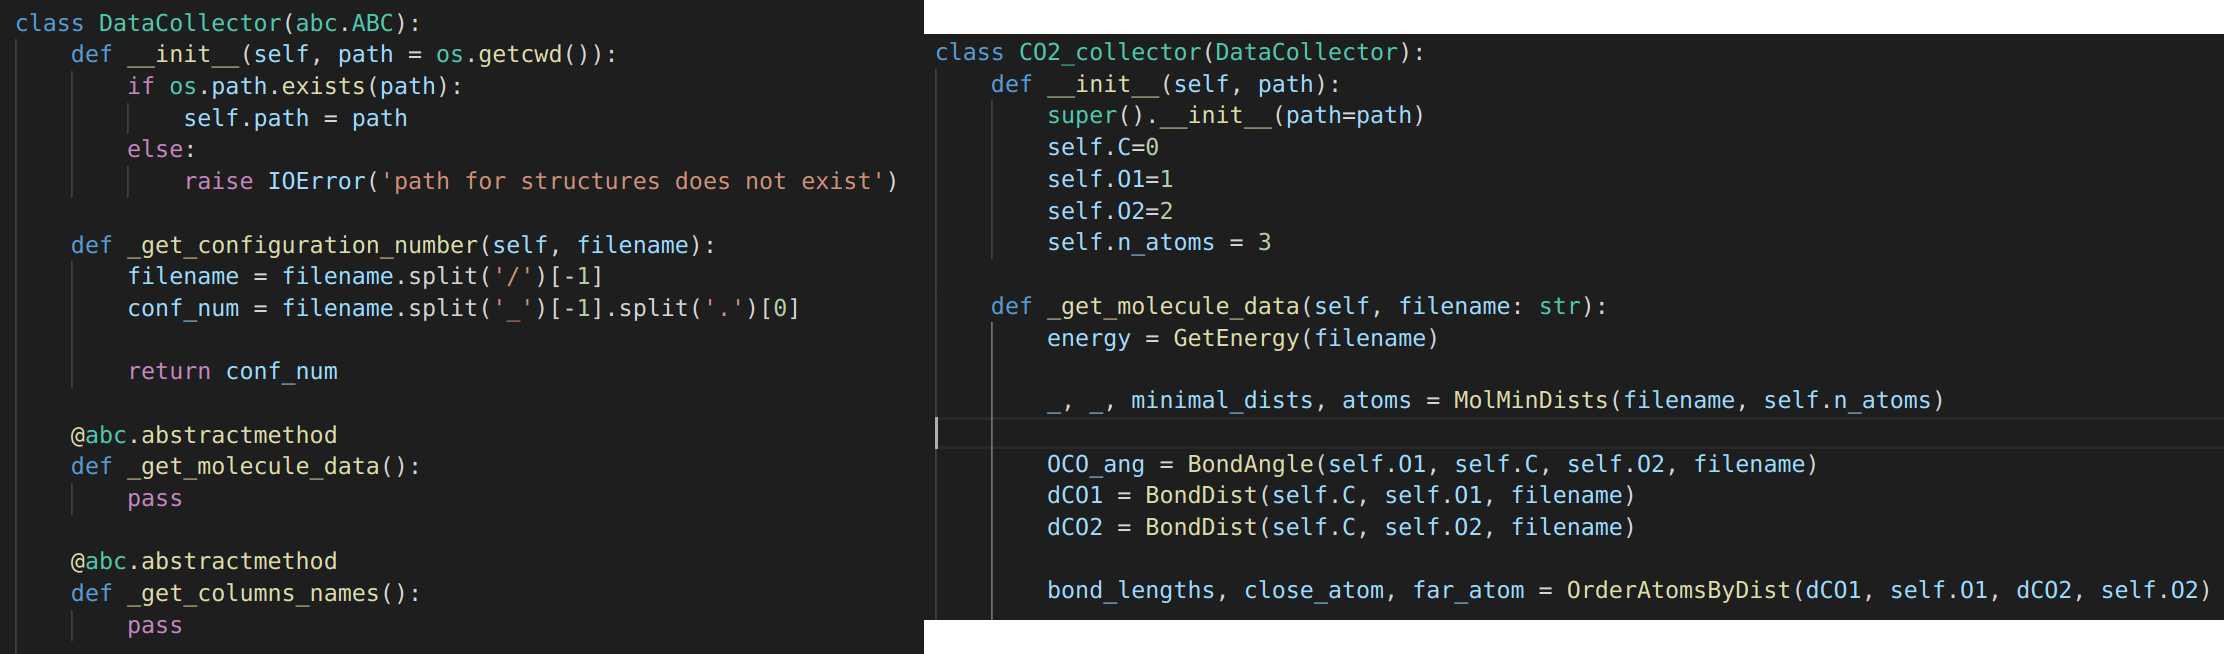 class DataCollector(abc.ABC):
    def __init__(self, path = os.getcwd()):
        if os.path.exists(path):
            self.path = path
        else:
            raise IOError('path for structures does not exist')

    def _get_configuration_number(self, filename):
        filename = filename.split('/')[-1]
        conf_num = filename.split('_')[-1].split('.')[0]

        return conf_num

    @abc.abstractmethod
    def _get_molecule_data():
        pass

    @abc.abstractmethod
    def _get_columns_names():
        pass

class CO2_collector(DataCollector):
    def __init__(self, path):
        super().__init__(path=path)
        self.C=0
        self.O1=1
        self.O2=2
        self.n_atoms = 3

    def _get_molecule_data(self, filename: str):
        energy = GetEnergy(filename)

        _, _, minimal_dists, atoms = MolMinDists(filename, self.n_atoms)

        OCO_ang = BondAngle(self.O1, self.C, self.O2, filename)
        dCO1 = BondDist(self.C, self.O1, filename)
        dCO2 = BondDist(self.C, self.O2, filename)

        bond_lengths, close_atom, far_atom = OrderAtomsByDist(dCO1, self.O1, dCO2, self.O2)